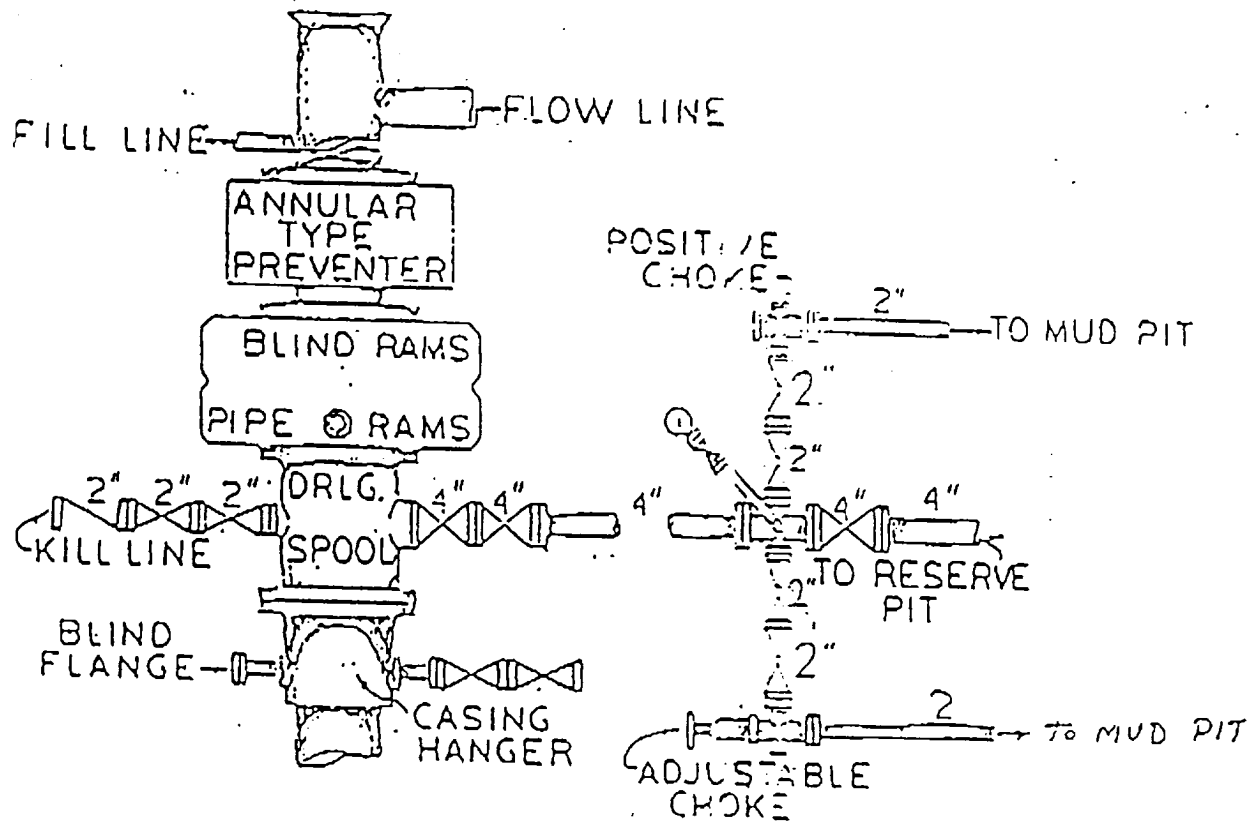 FLOW LINE
FILL LINE
ANNULAR
TYPE
PREVENTER
BLIND RAMS
PIPE RAMS
2" 2" 2"
DRLG.
SPOOL
4" 4"
4"
KILL LINE
BLIND
FLANGE
CASING
HANGER
POSITIVE
CHOKE
2"
TO MUD PIT
2"
2"
4" 4"
TO RESERVE
PIT
2"
2"
2
TO MUD PIT
ADJUSTABLE
CHOKE